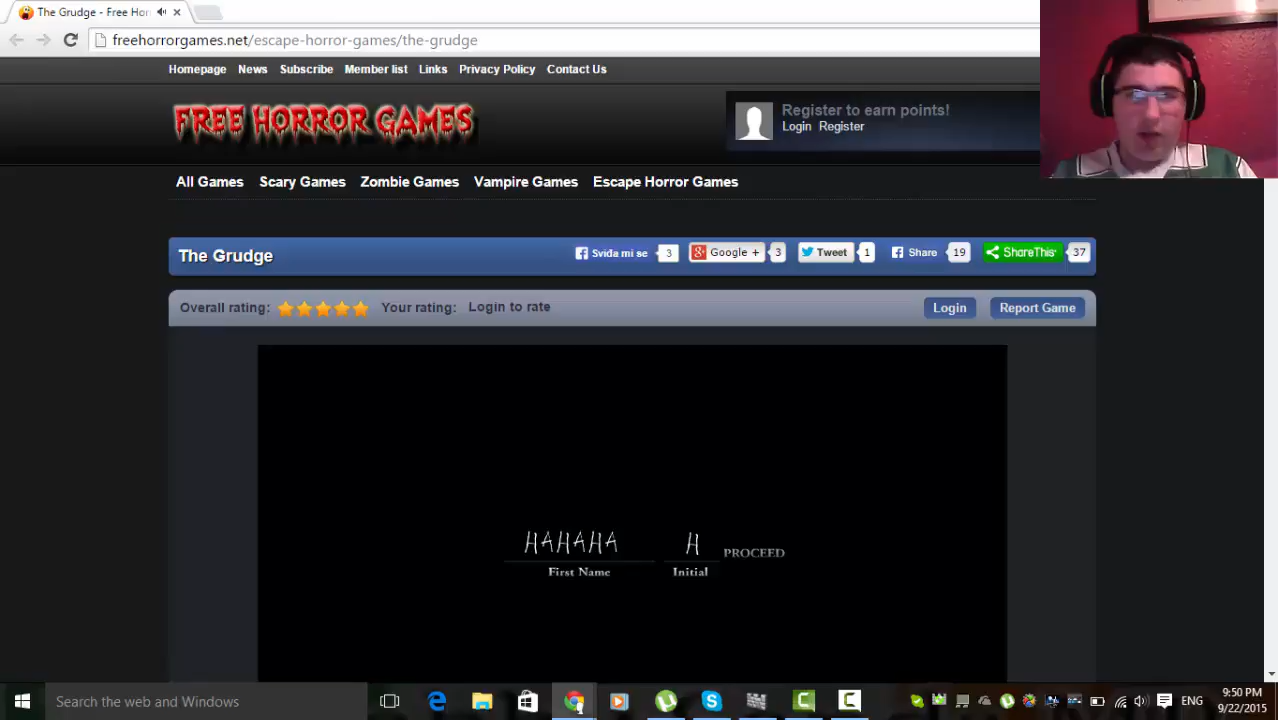 The Grudge - Free Hor
freehorrorgames.net/escape-horror-games/the-grudge
Homepage News Subscribe Member list Links Privacy Policy Contact Us
FREE HORROR GAMES
Register to earn points!
Login Register
All Games Scary Games Zombie Games Vampire Games Escape Horror Games
The Grudge
Svida mi se 3 Google + 3 Tweet 1 Share 19 ShareThis 37
Overall rating: Your rating: Login to rate Login Report Game
HAHAHA H PROCEED
First Name Initial
Search the web and Windows
ENG
9:50 PM
9/22/2015